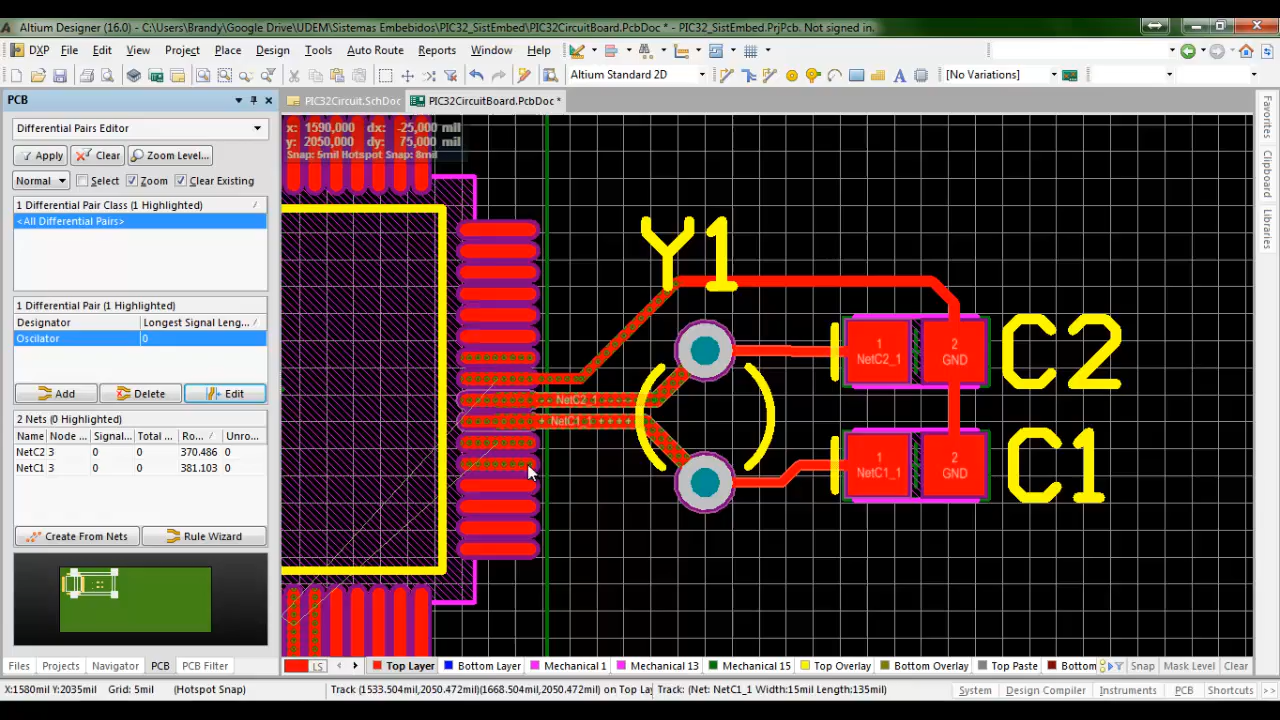 Altium Designer (16.0) - C:\Users\Brandy\Google Drive\UDEM\Sistemas Embebidos\PIC32_SistEmbed\PIC32CircuitBoard.PcbDoc * - PIC32_SistEmbed.PrjPcb. Not signed in.
DXP File Edit View Project Place Design Tools Auto Route Reports Window Help
Altium Standard 2D [No Variations]
PCB
PIC32Circuit.SchDoc PIC32CircuitBoard.PcbDoc *
Differential Pairs Editor
x: 1590,000 dx: -25,000 mil
y: 2050,000 dy: 75,000 mil
Snap: 5mil Hotspot Snap: 8mil
Apply Clear Zoom Level...
Normal Select Zoom Clear Existing
1 Differential Pair Class (1 Highlighted)
<All Differential Pairs>
1 Differential Pair (1 Highlighted)
Designator Longest Signal Leng...
Oscilator 0
Add Delete Edit
2 Nets (0 Highlighted)
Name Node ... Signal... Total ... Ro... Unro...
NetC2 3 0 0 370.486 0
NetC1 3 0 0 381.103 0
Create From Nets Rule Wizard
Y1
1
NetC2_1
2
GND
C2
NetC2_1
NetC1_1
1
NetC1_1
2
GND
C1
Favorites
Clipboard
Libraries
Files Projects Navigator PCB PCB Filter
LS Top Layer Bottom Layer Mechanical 1 Mechanical 13 Mechanical 15 Top Overlay Bottom Overlay Top Paste Bottom Snap Mask Level Clear
X:1580mil Y:2035mil Grid: 5mil (Hotspot Snap) Track (1533.504mil,2050.472mil)(1668.504mil,2050.472mil) on Top Lay Track: (Net: NetC1_1 Width:15mil Length:135mil) System Design Compiler Instruments PCB Shortcuts >>